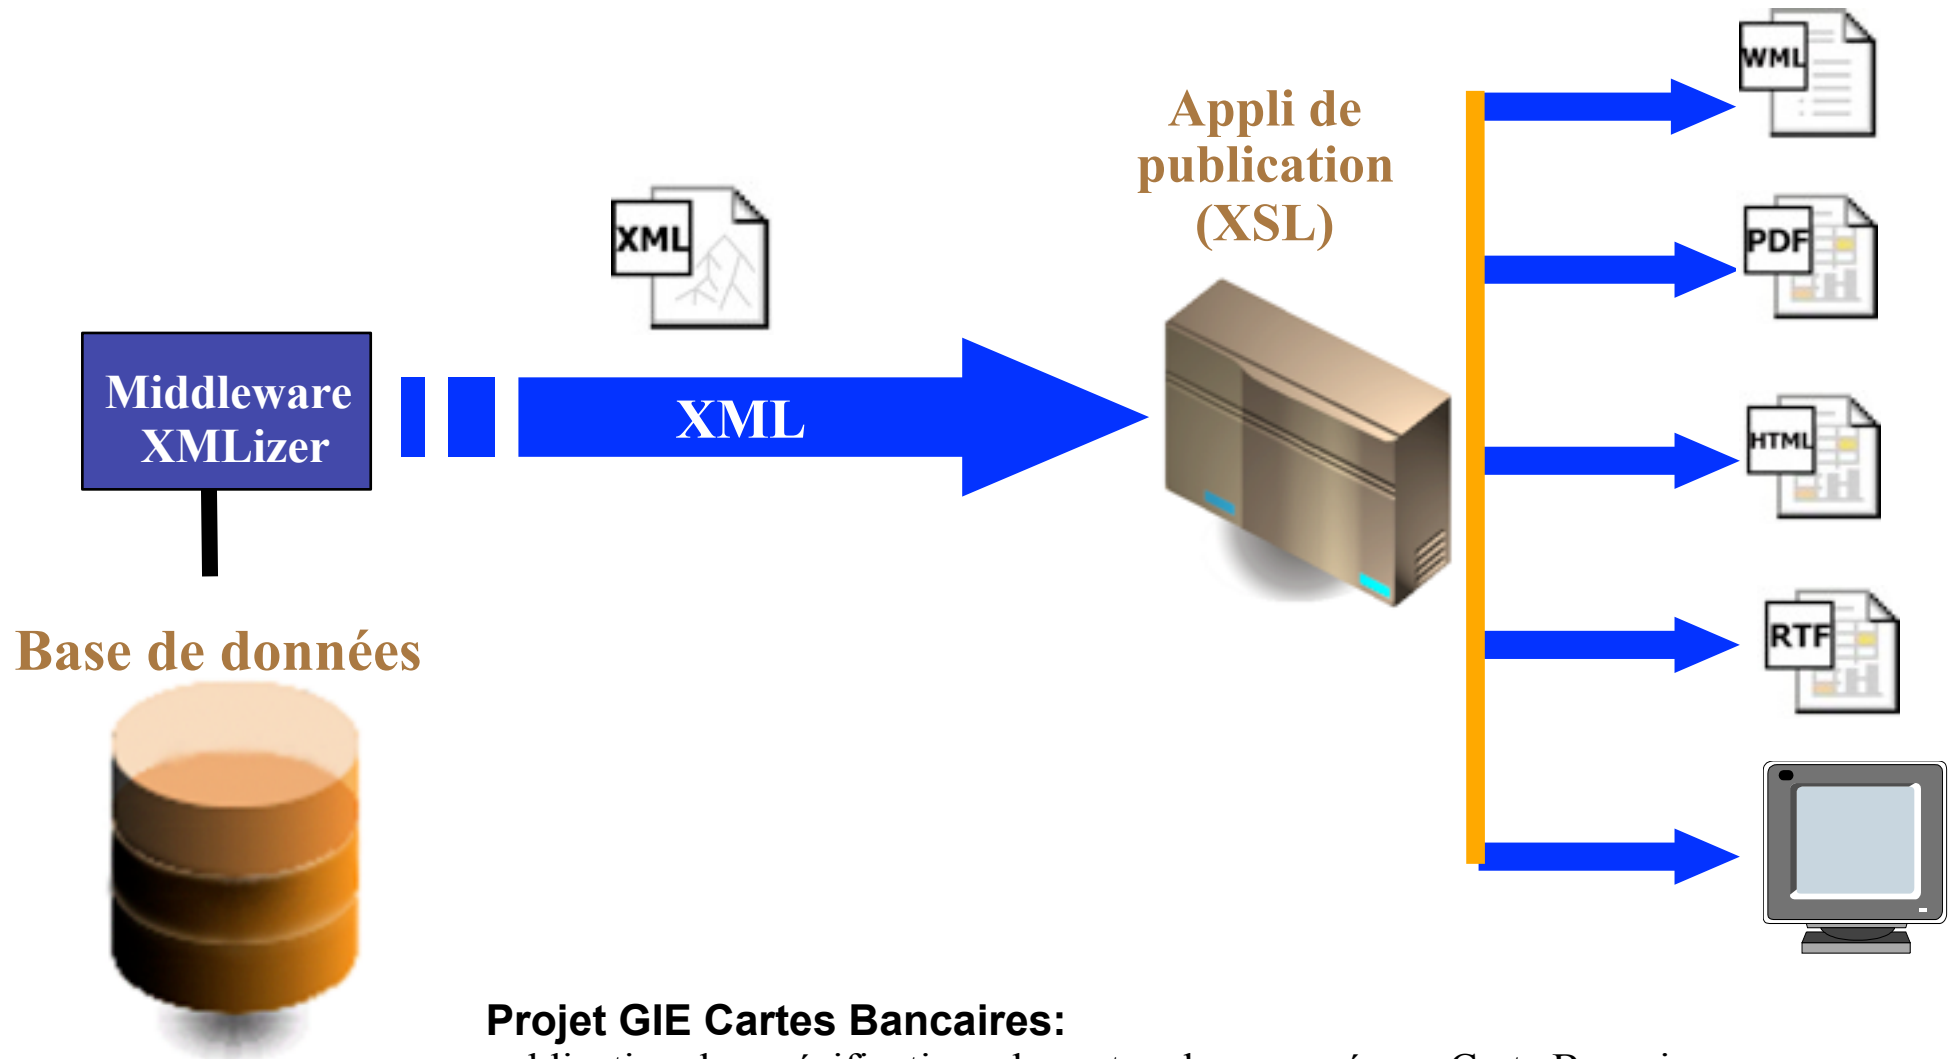 WML
Appli de
publication
(XSL)
XML
PDF
Middleware
XMLizer
XML
HTML
RTF
Base de données
Projet GIE Cartes Bancaires: